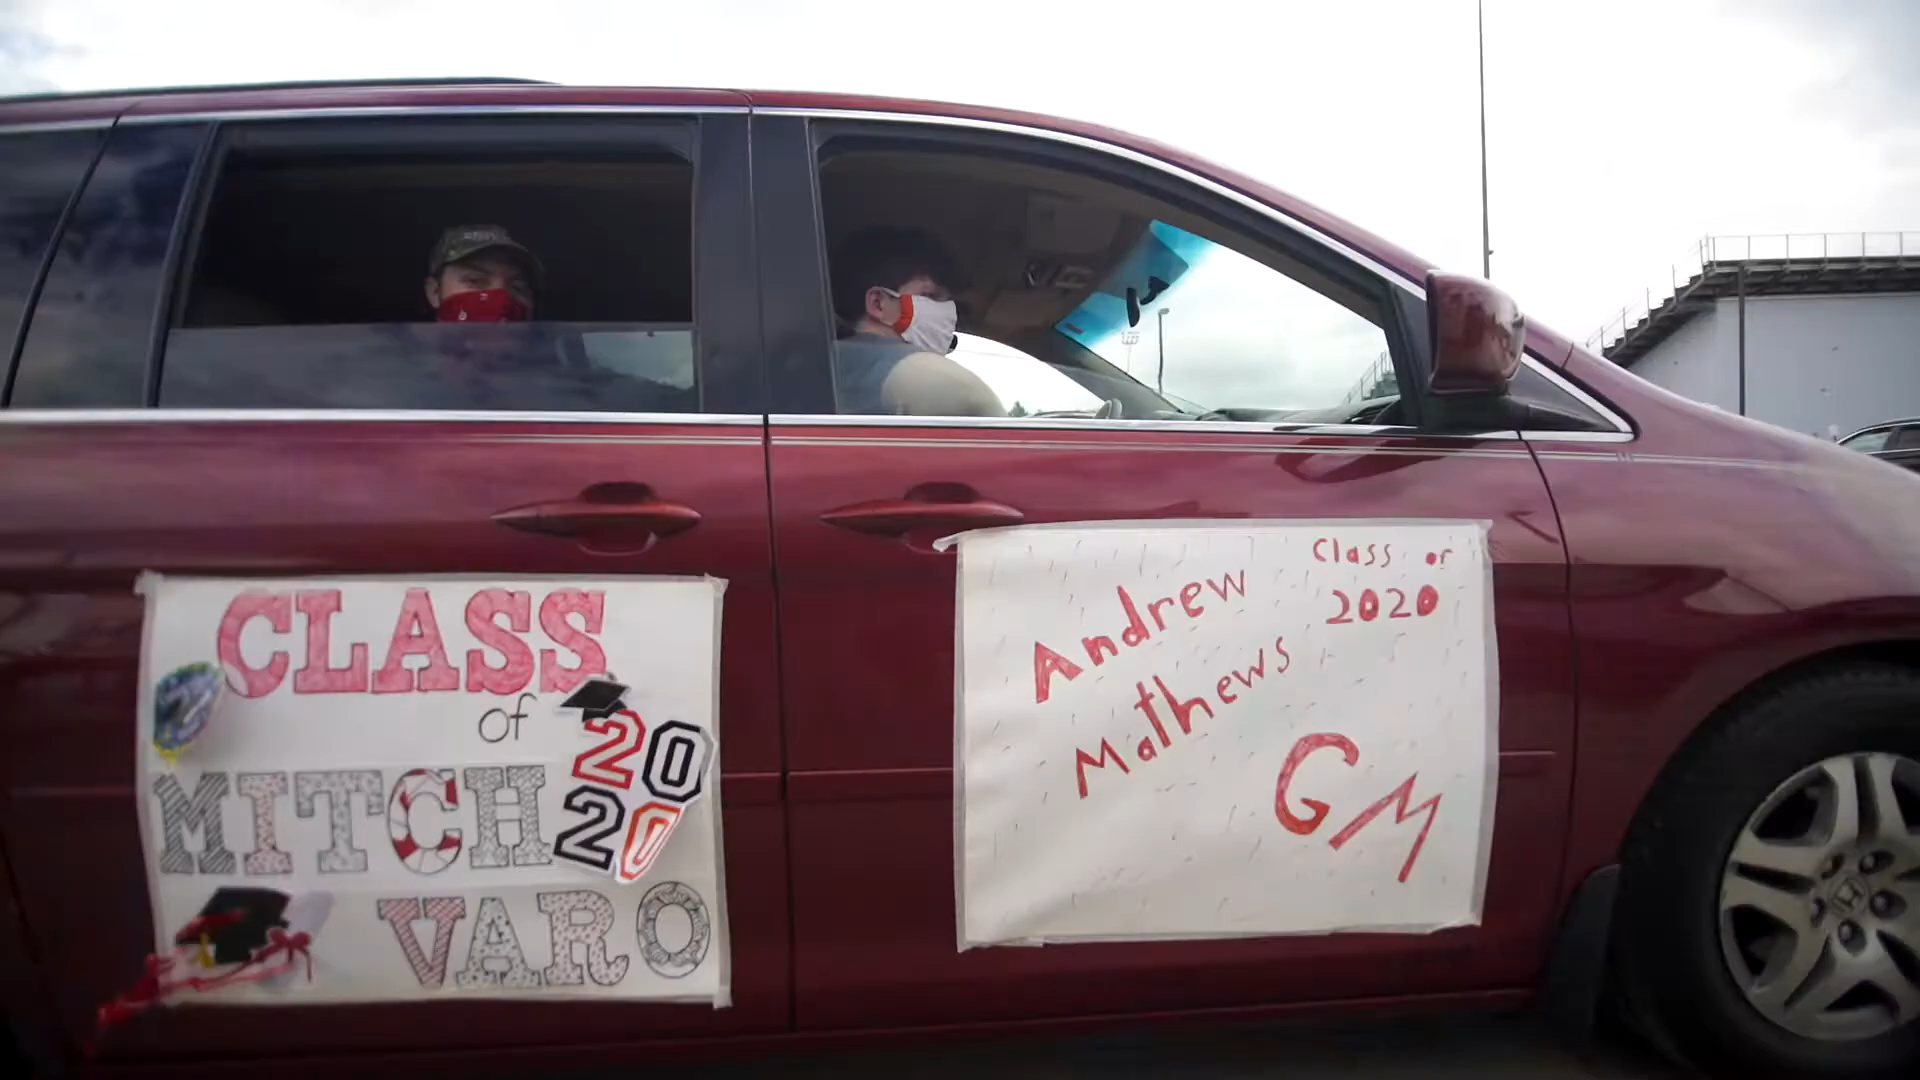 CLASS
of
2020
MITCH
VARO
Class of
2020
Andrew
Mathews
GM